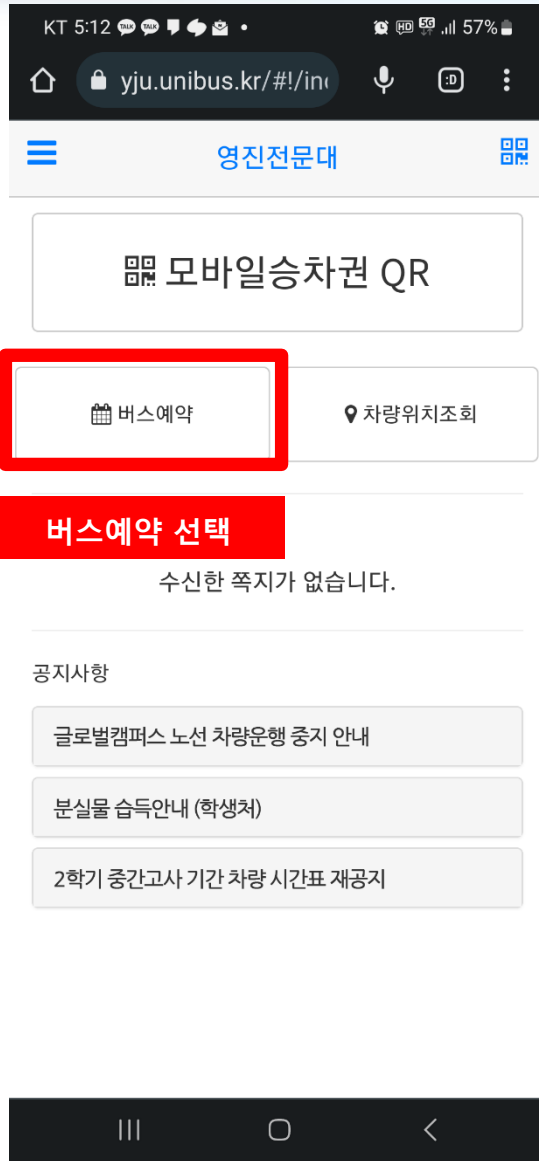 KT 5:12
HD 5G 57%
yju.unibus.kr/#!/in
:D
영진전문대
모바일승차권 QR
버스예약
차량위치조회
버스예약 선택
수신한 쪽지가 없습니다.
공지사항
글로벌캠퍼스 노선 차량운행 중지 안내
분실물 습득안내 (학생처)
2학기 중간고사 기간 차량 시간표 재공지